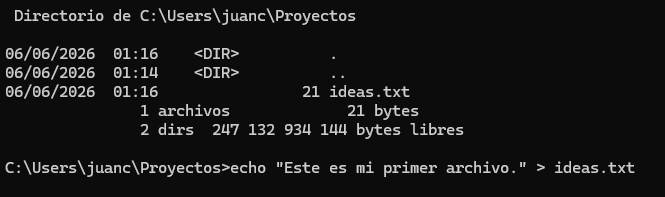 Directorio de C:\Users\juanc\Proyectos
06/06/2026  01:16    <DIR>          .
06/06/2026  01:14    <DIR>          ..
06/06/2026  01:16                21 ideas.txt
               1 archivos             21 bytes
               2 dirs  247 132 934 144 bytes libres
C:\Users\juanc\Proyectos>echo "Este es mi primer archivo." > ideas.txt